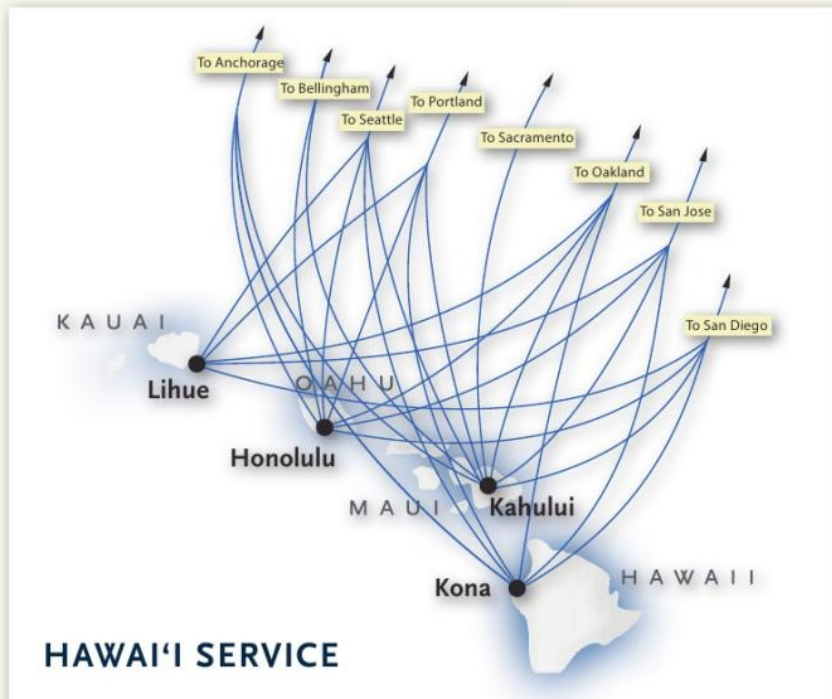 To Anchorage
To Bellingham
To Seattle
To Portland
To Sacramento
To Oakland
To San Jose
To San Diego
KAUAI
Lihue
OAHU
Honolulu
MAUI
Kahului
Kona
HAWAII
HAWAI‘I SERVICE